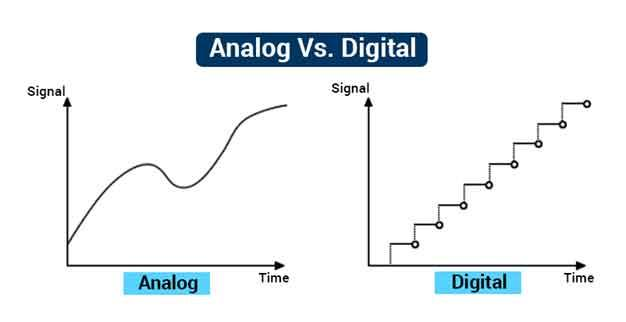 Analog Vs. Digital
Signal
Time
Analog
Signal
Time
Digital